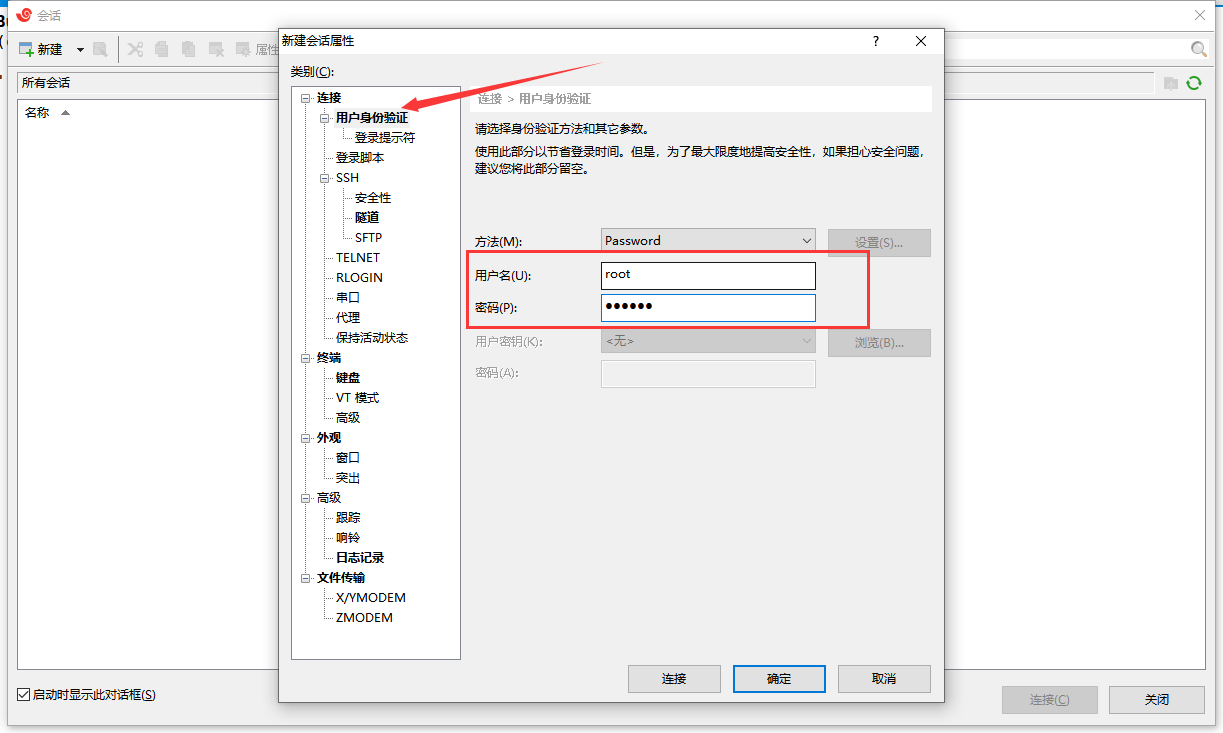 会话
新建
属性
所有会话
名称
新建会话属性
?
类别(C):
连接
用户身份验证
登录提示符
登录脚本
SSH
安全性
隧道
SFTP
TELNET
RLOGIN
串口
代理
保持活动状态
终端
键盘
VT 模式
高级
外观
窗口
突出
高级
跟踪
响铃
日志记录
文件传输
X/YMODEM
ZMODEM
连接 > 用户身份验证
请选择身份验证方法和其它参数。
使用此部分以节省登录时间。但是，为了最大限度地提高安全性，如果担心安全问题，
建议您将此部分留空。
方法(M): Password 设置(S)...
用户名(U): root
密码(P): ●●●●●●
用户密钥(K): <无> 浏览(B)...
密码(A):
连接 确定 取消
启动时显示此对话框(S)
连接(C) 关闭